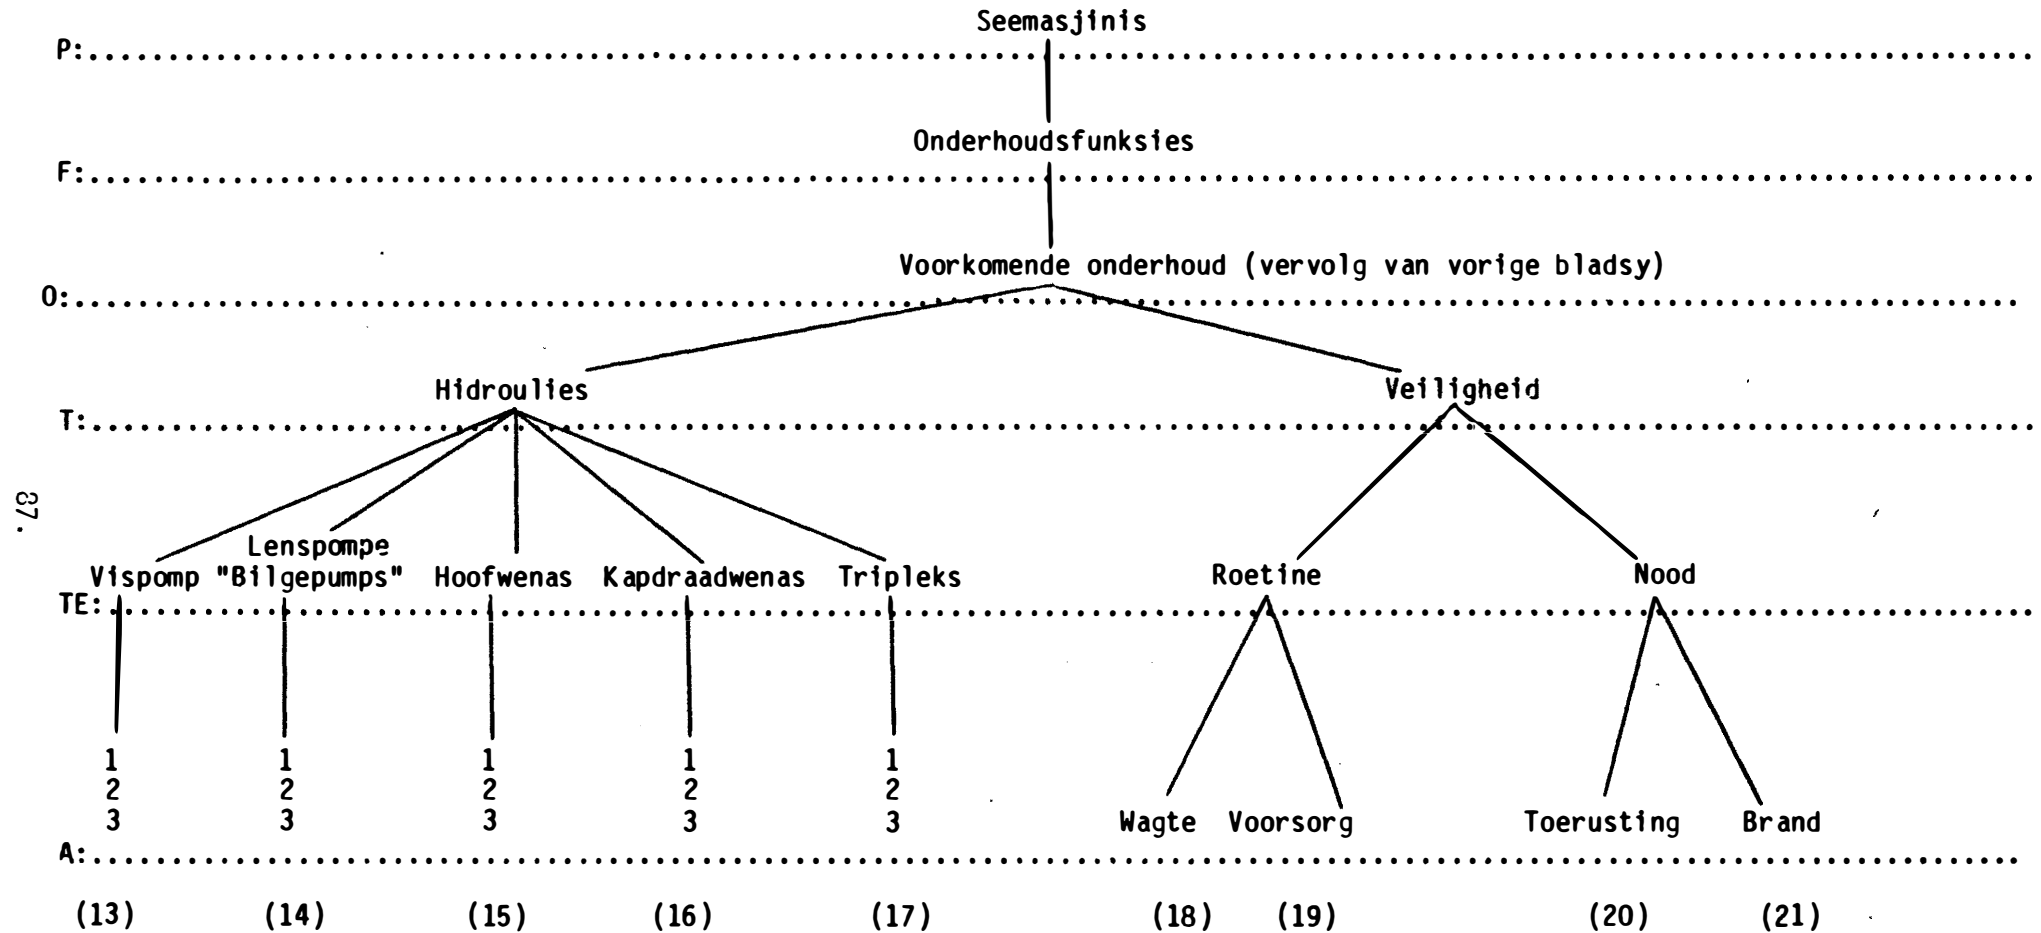 Seemasjinis
P:
Onderhoudsfunksies
F:
Voorkomende onderhoud (vervolg van vorige bladsy)
O:
Hidroulies Veiligheid
T:
87.
Lenspompe
Vispomp "Bilgepumps" Hoofwenas Kapdraadwenas Tripleks Roetine Nood
TE:
1 1 1 1 1
2 2 2 2 2
3 3 3 3 3 Wagte Voorsorg Toerusting Brand
A:
(13) (14) (15) (16) (17) (18) (19) (20) (21)